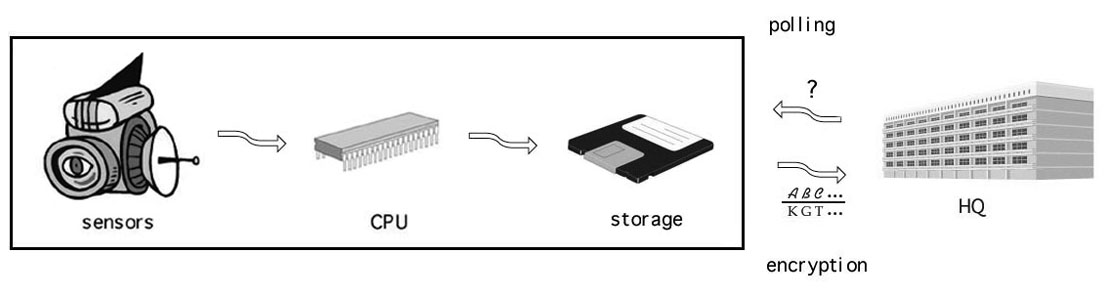 polling
?
ABC...
KGT...
sensors
CPU
storage
HQ
encryption